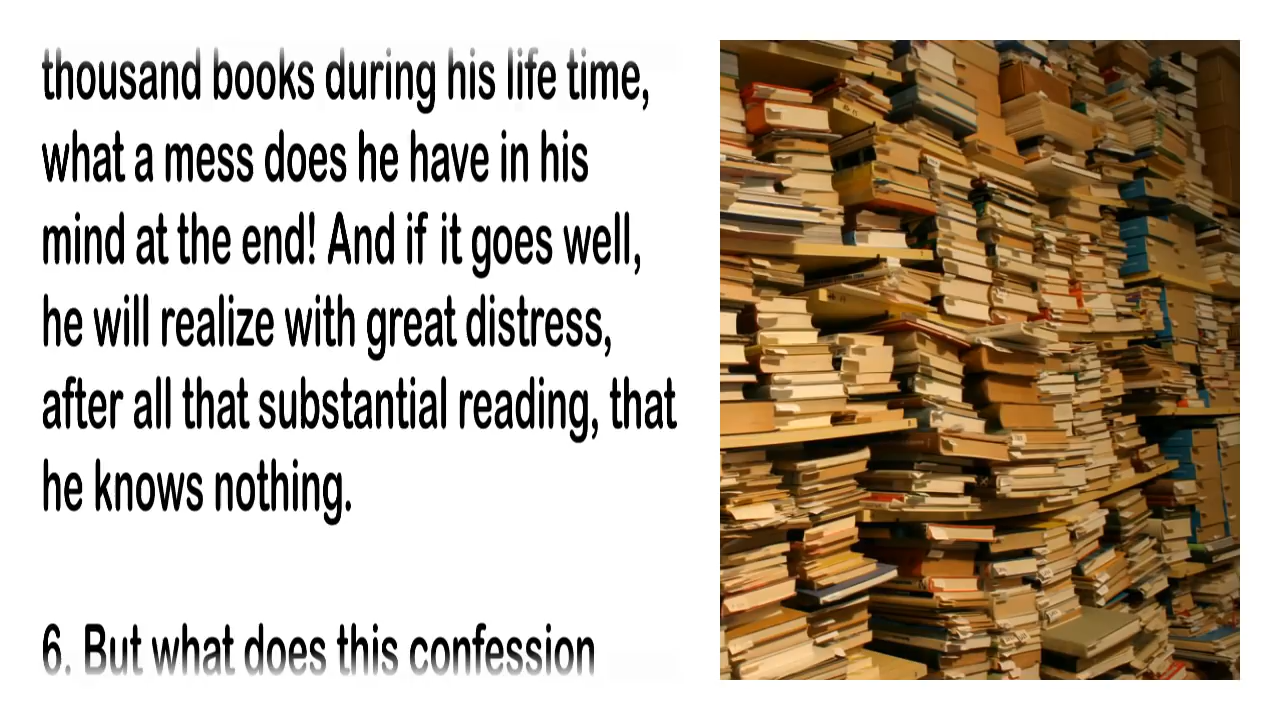 thousand books during his life time,
what a mess does he have in his
mind at the end! And if it goes well,
he will realize with great distress,
after all that substantial reading, that
he knows nothing.
6. But what does this confession